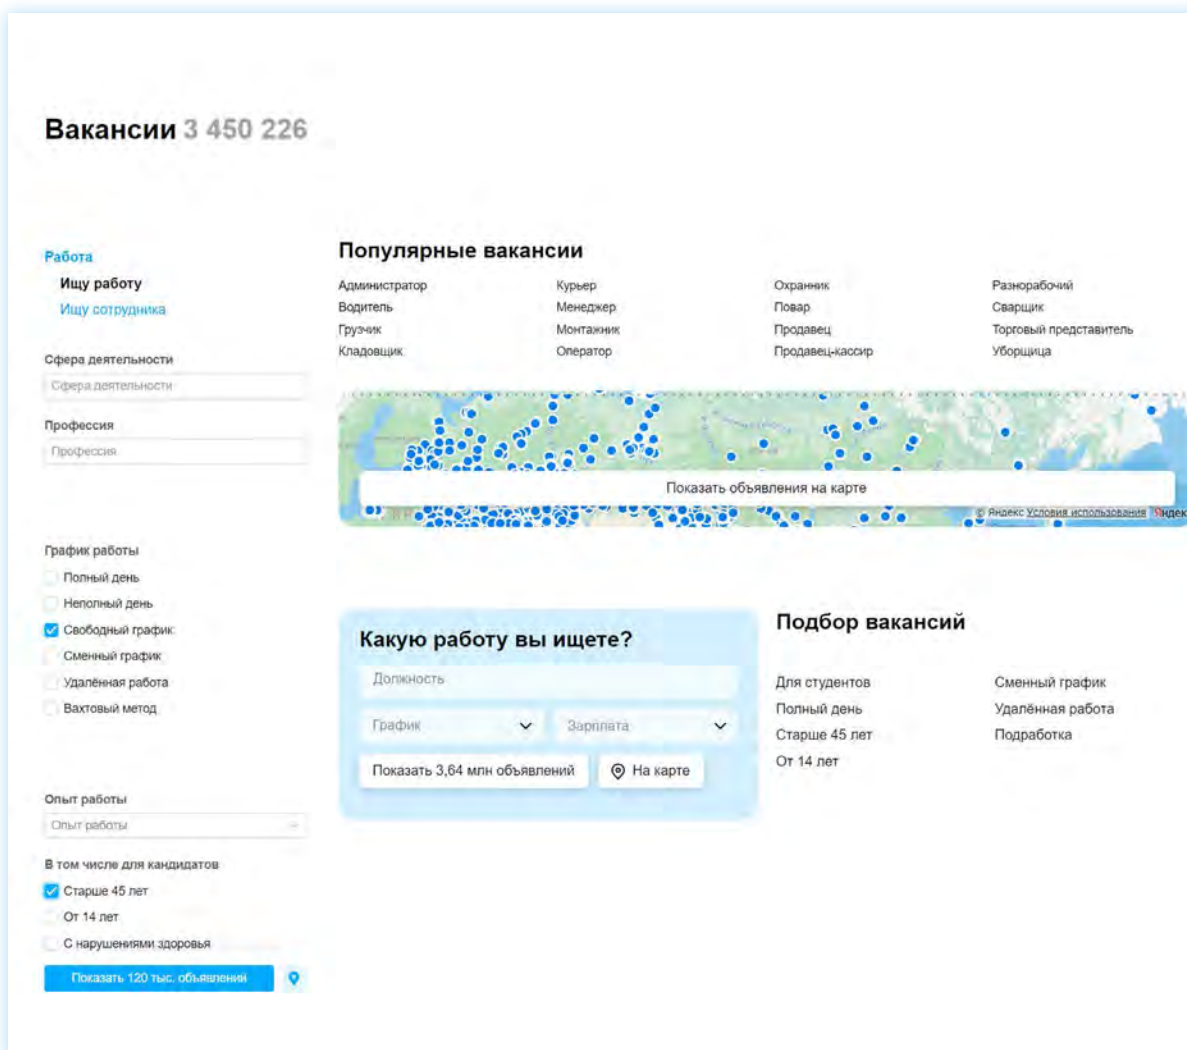 Вакансии 3 450 226
Работа
Ищу работу
Ищу сотрудника
Сфера деятельности
Сфера деятельности
Профессия
Профессия
График работы
Полный день
Неполный день
Свободный график
Сменный график
Удалённая работа
Вахтовый метод
Опыт работы
Опыт работы
В том числе для кандидатов
Старше 45 лет
От 14 лет
С нарушениями здоровья
Показать 120 тыс. объявлений
Популярные вакансии
Администратор
Водитель
Грузчик
Кладовщик
Курьер
Менеджер
Монтажник
Оператор
Охранник
Повар
Продавец
Продавец-кассир
Разнорабочий
Сварщик
Торговый представитель
Уборщица
Показать объявления на карте
© Яндекс Условия использования Яндек
Какую работу вы ищете?
Должность
График
Зарплата
Показать 3,64 млн объявлений
На карте
Подбор вакансий
Для студентов
Полный день
Старше 45 лет
От 14 лет
Сменный график
Удалённая работа
Подработка